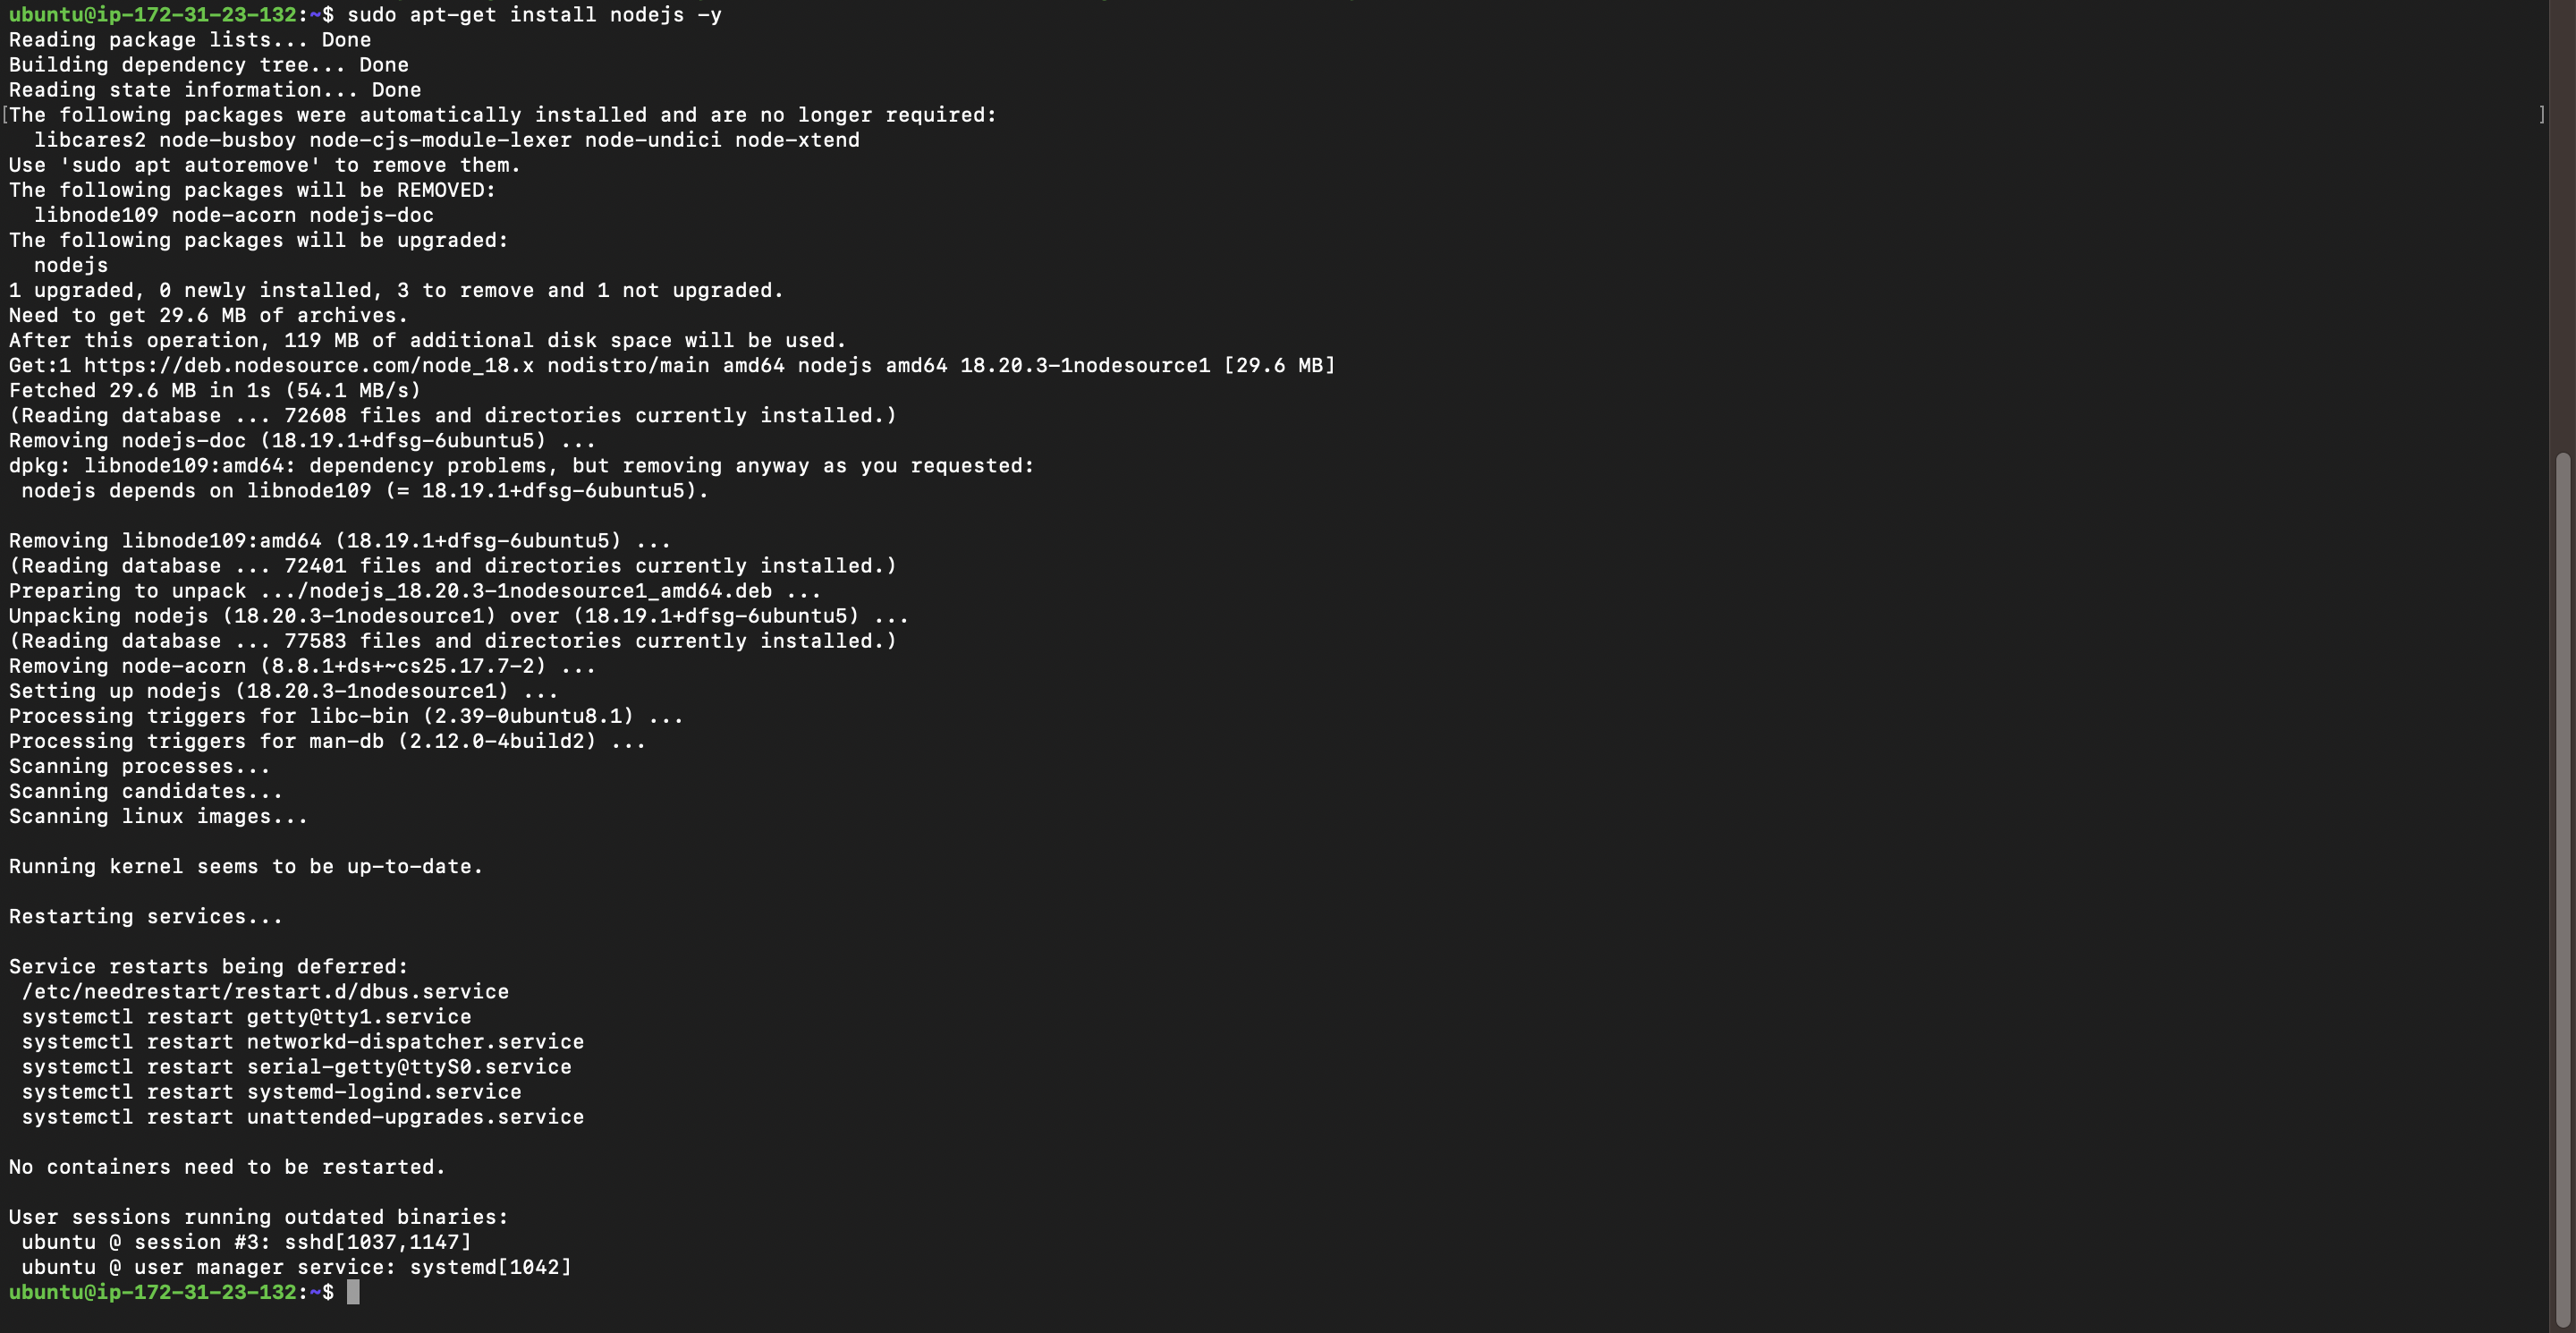 ubuntu@ip-172-31-23-132:~$ sudo apt-get install nodejs -y
Reading package lists... Done
Building dependency tree... Done
Reading state information... Done
[The following packages were automatically installed and are no longer required: ]
  libcares2 node-busboy node-cjs-module-lexer node-undici node-xtend
Use 'sudo apt autoremove' to remove them.
The following packages will be REMOVED:
  libnode109 node-acorn nodejs-doc
The following packages will be upgraded:
  nodejs
1 upgraded, 0 newly installed, 3 to remove and 1 not upgraded.
Need to get 29.6 MB of archives.
After this operation, 119 MB of additional disk space will be used.
Get:1 https://deb.nodesource.com/node_18.x nodistro/main amd64 nodejs amd64 18.20.3-1nodesource1 [29.6 MB]
Fetched 29.6 MB in 1s (54.1 MB/s)
(Reading database ... 72608 files and directories currently installed.)
Removing nodejs-doc (18.19.1+dfsg-6ubuntu5) ...
dpkg: libnode109:amd64: dependency problems, but removing anyway as you requested:
 nodejs depends on libnode109 (= 18.19.1+dfsg-6ubuntu5).

Removing libnode109:amd64 (18.19.1+dfsg-6ubuntu5) ...
(Reading database ... 72401 files and directories currently installed.)
Preparing to unpack .../nodejs_18.20.3-1nodesource1_amd64.deb ...
Unpacking nodejs (18.20.3-1nodesource1) over (18.19.1+dfsg-6ubuntu5) ...
(Reading database ... 77583 files and directories currently installed.)
Removing node-acorn (8.8.1+ds+~cs25.17.7-2) ...
Setting up nodejs (18.20.3-1nodesource1) ...
Processing triggers for libc-bin (2.39-0ubuntu8.1) ...
Processing triggers for man-db (2.12.0-4build2) ...
Scanning processes...
Scanning candidates...
Scanning linux images...

Running kernel seems to be up-to-date.

Restarting services...

Service restarts being deferred:
 /etc/needrestart/restart.d/dbus.service
 systemctl restart getty@tty1.service
 systemctl restart networkd-dispatcher.service
 systemctl restart serial-getty@ttyS0.service
 systemctl restart systemd-logind.service
 systemctl restart unattended-upgrades.service

No containers need to be restarted.

User sessions running outdated binaries:
 ubuntu @ session #3: sshd[1037,1147]
 ubuntu @ user manager service: systemd[1042]
ubuntu@ip-172-31-23-132:~$